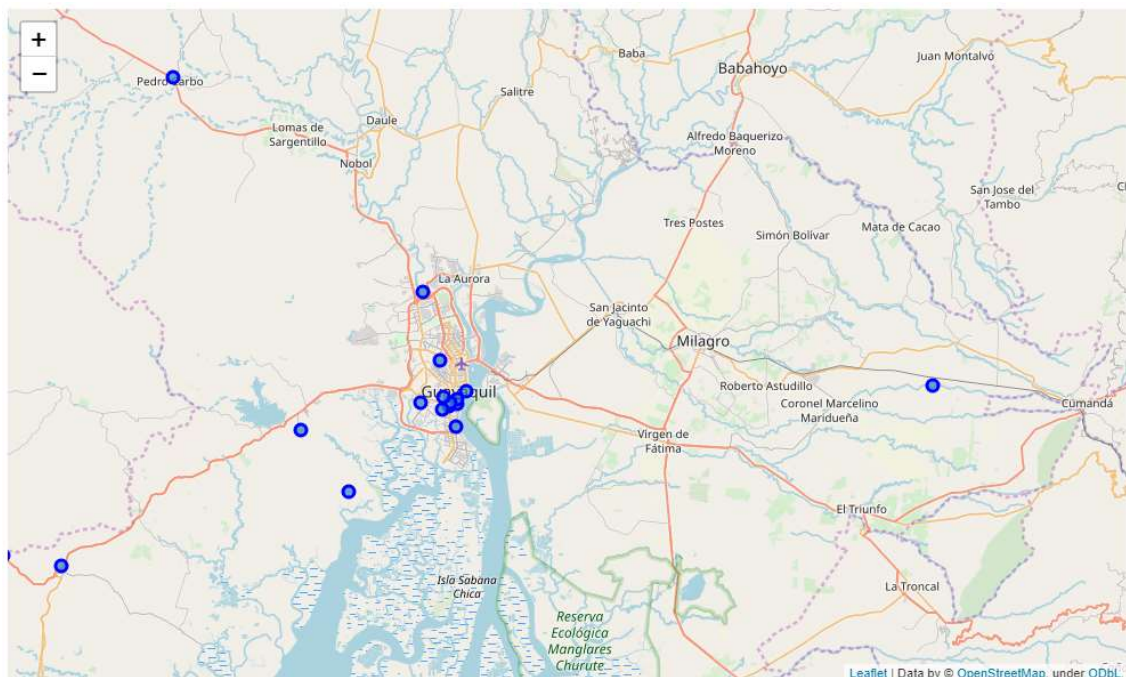 +
−
Juan Montalvo
Baba
Babahoyo
Salitre
Daule
Lomas de
Sargentillo
Nobol
Alfredo Baquerizo
Moreno
San Jose del
Tambo
Tres Postes
Simón Bolívar
Mata de Cacao
La Aurora
San Jacinto
de Yaguachi
Milagro
Roberto Astudillo
Coronel Marcelino
Maridueña
Cumandá
Virgen de
Fátima
El Triunfo
La Troncal
Isla Sabana
Chica
Reserva
Ecológica
Manglares
Churute
Leaflet | Data by © OpenStreetMap, under ODbL.